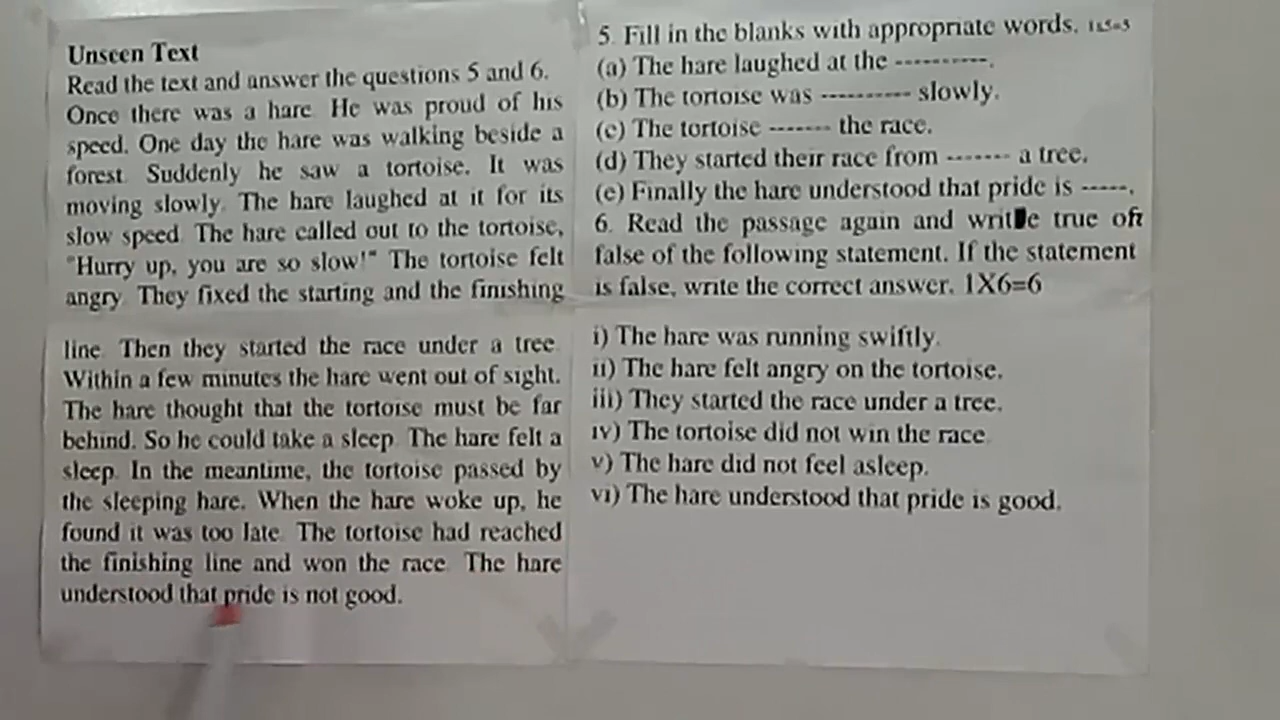 Unseen Text
Read the text and answer the questions 5 and 6.
Once there was a hare. He was proud of his
speed. One day the hare was walking beside a
forest. Suddenly he saw a tortoise. It was
moving slowly. The hare laughed at it for its
slow speed. The hare called out to the tortoise,
"Hurry up, you are so slow!" The tortoise felt
angry. They fixed the starting and the finishing
line. Then they started the race under a tree.
Within a few minutes the hare went out of sight.
The hare thought that the tortoise must be far
behind. So he could take a sleep. The hare felt a
sleep. In the meantime, the tortoise passed by
the sleeping hare. When the hare woke up, he
found it was too late. The tortoise had reached
the finishing line and won the race. The hare
understood that pride is not good.
5. Fill in the blanks with appropriate words. 1x5=5
(a) The hare laughed at the ----------.
(b) The tortoise was ---------- slowly.
(c) The tortoise ------- the race.
(d) They started their race from ------- a tree.
(e) Finally the hare understood that pride is -----.
6. Read the passage again and write true or
false of the following statement. If the statement
is false, write the correct answer. 1X6=6
i) The hare was running swiftly.
ii) The hare felt angry on the tortoise.
iii) They started the race under a tree.
iv) The tortoise did not win the race.
v) The hare did not feel asleep.
vi) The hare understood that pride is good.